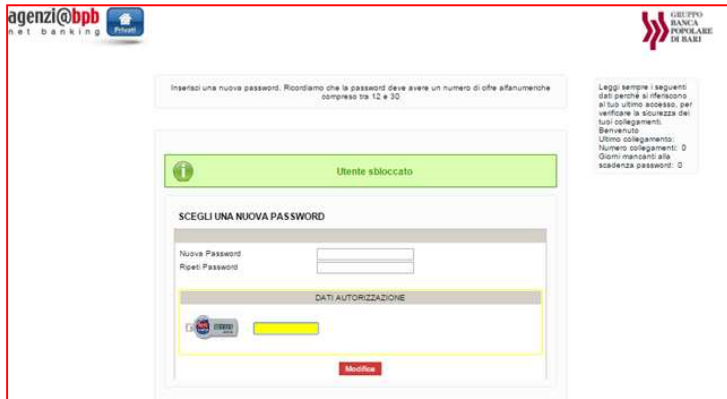 agenzi@bpb
net banking
Privati
GRUPPO
BANCA
POPOLARE
DI BARI
Inserisci una nuova password. Ricordiamo che la password deve avere un numero di cifre alfanumeriche
compreso tra 12 e 30
Leggi sempre i seguenti
dati perchè si riferiscono
al tuo ultimo accesso, per
verificare la sicurezza dei
tuoi collegamenti.
Benvenuto
Ultimo collegamento:
Numero collegamenti: 0
Giorni mancanti alla
scadenza password: 0
Utente sbloccato
SCEGLI UNA NUOVA PASSWORD
Nuova Password
Ripeti Password
DATI AUTORIZZAZIONE
Modifica